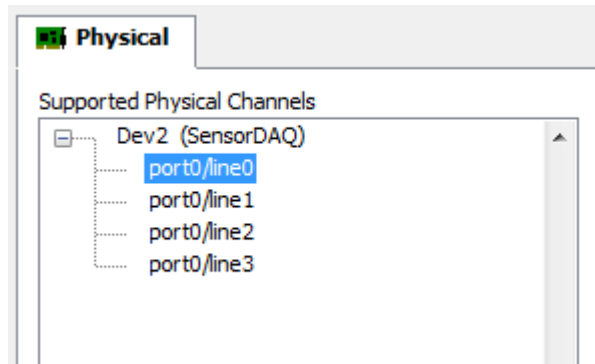 Physical
Supported Physical Channels
Dev2 (SensorDAQ)
port0/line0
port0/line1
port0/line2
port0/line3